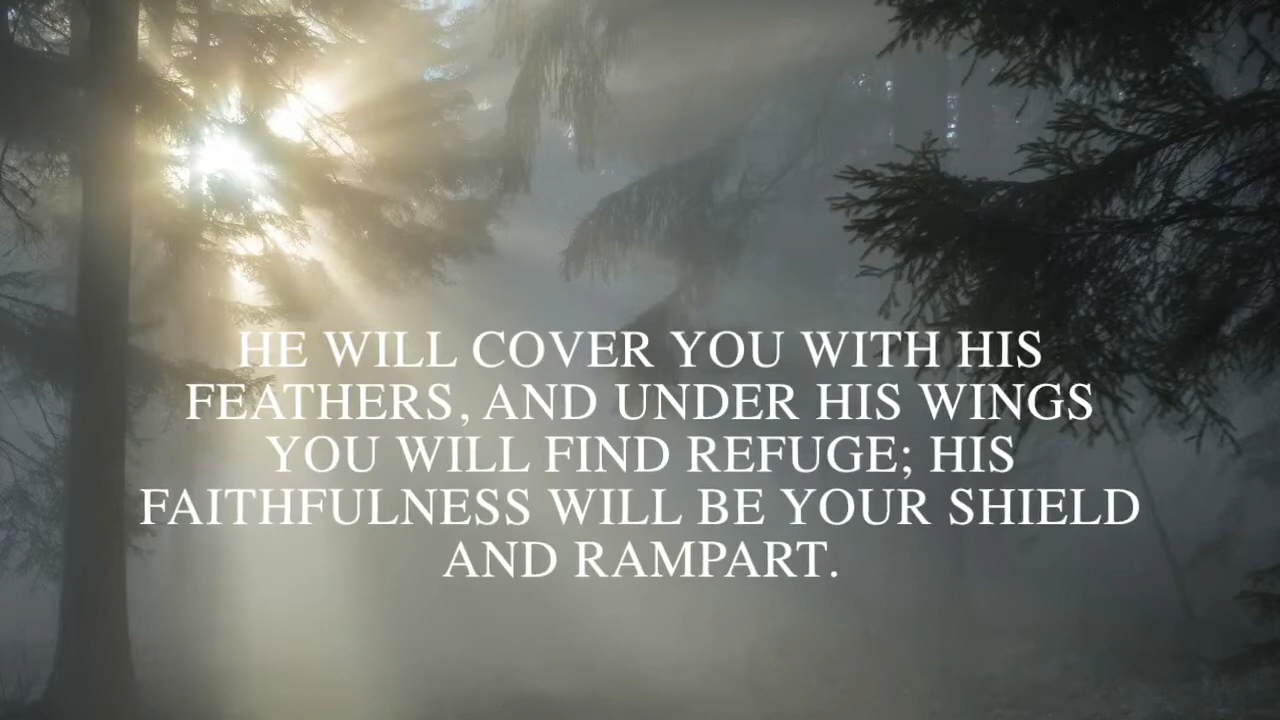 HE WILL COVER YOU WITH HIS
FEATHERS, AND UNDER HIS WINGS
YOU WILL FIND REFUGE; HIS
FAITHFULNESS WILL BE YOUR SHIELD
AND RAMPART.